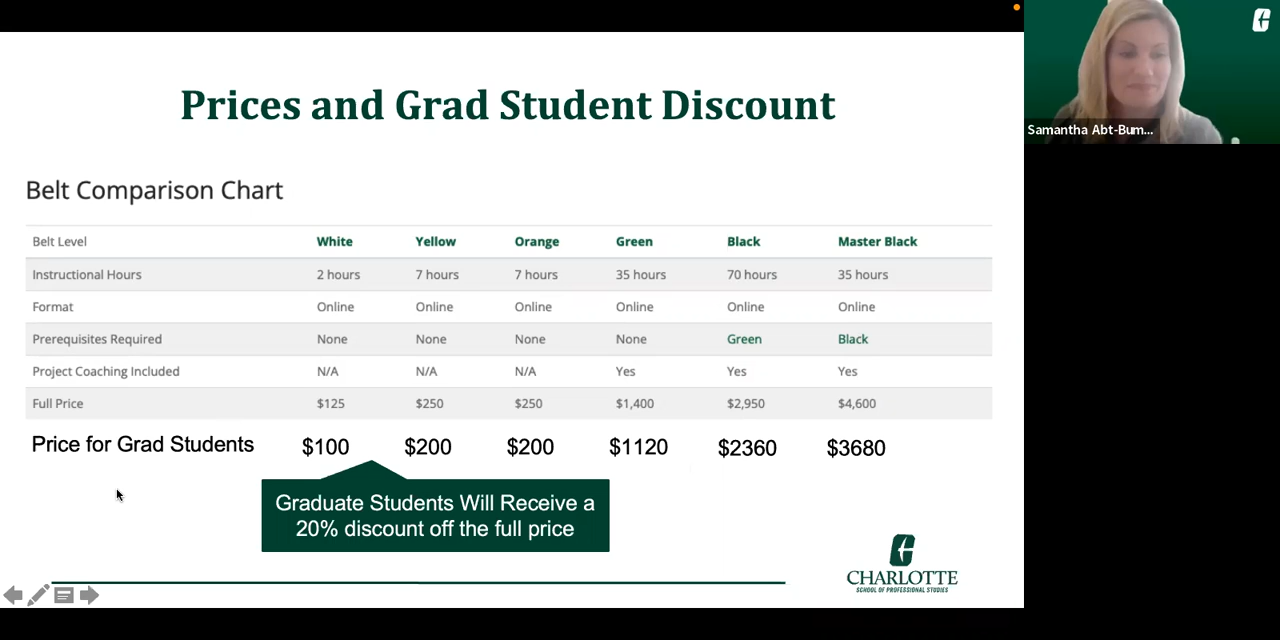 Prices and Grad Student Discount
Belt Comparison Chart
Belt Level White Yellow Orange Green Black Master Black
Instructional Hours 2 hours 7 hours 7 hours 35 hours 70 hours 35 hours
Format Online Online Online Online Online Online
Prerequisites Required None None None None Green Black
Project Coaching Included N/A N/A N/A Yes Yes Yes
Full Price $125 $250 $250 $1,400 $2,950 $4,600
Price for Grad Students $100 $200 $200 $1120 $2360 $3680
Graduate Students Will Receive a
20% discount off the full price
CHARLOTTE
SCHOOL OF PROFESSIONAL STUDIES
Samantha Abt-Bum...